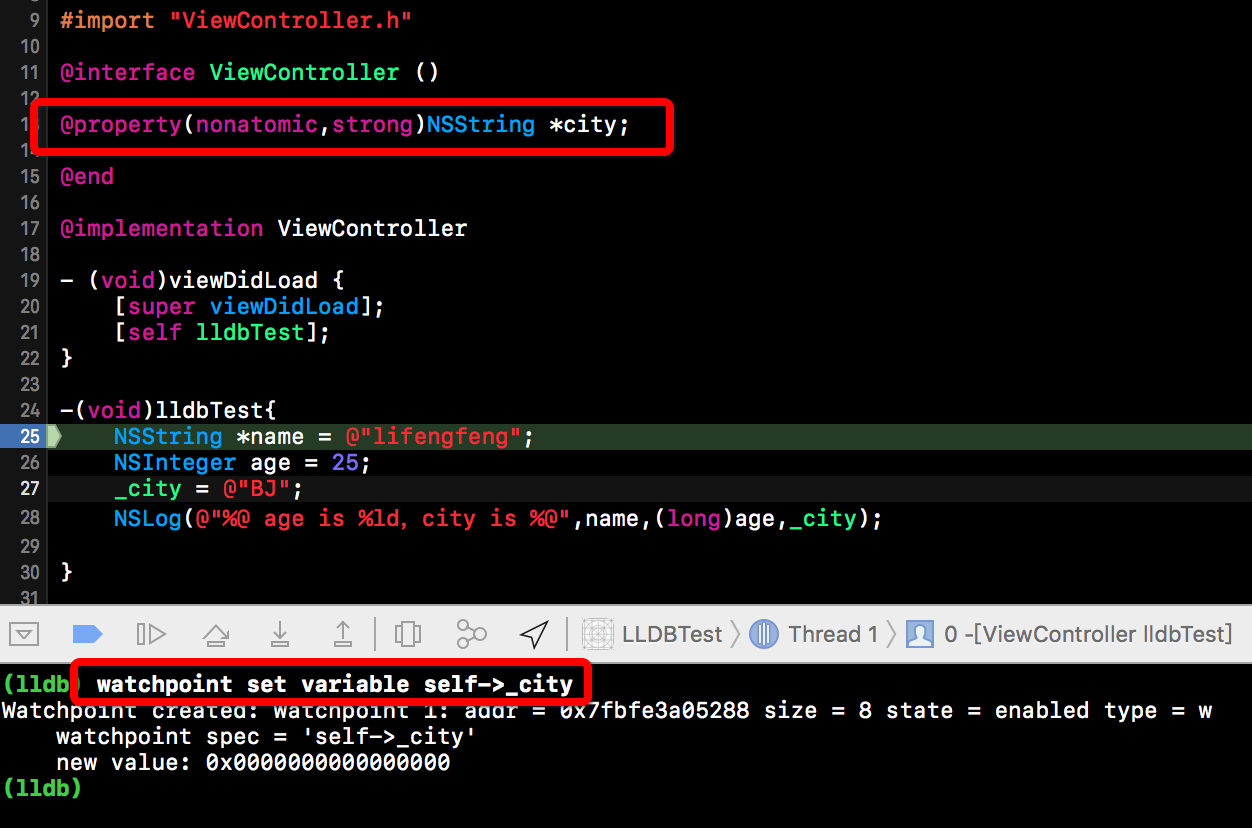 9 #import "ViewController.h"
10
11 @interface ViewController ()
12
13 @property(nonatomic,strong)NSString *city;
14
15 @end
16
17 @implementation ViewController
18
19 - (void)viewDidLoad {
20 [super viewDidLoad];
21 [self lldbTest];
22 }
23
24 -(void)lldbTest{
25 NSString *name = @"lifengfeng";
26 NSInteger age = 25;
27 _city = @"BJ";
28 NSLog(@"%@ age is %ld, city is %@",name,(long)age,_city);
29
30 }
31
LLDBTest Thread 1 0 -[ViewController lldbTest]
(lldb) watchpoint set variable self->_city
Watchpoint created: Watchpoint 1: addr = 0x7fbfe3a05288 size = 8 state = enabled type = w
watchpoint spec = 'self->_city'
new value: 0x0000000000000000
(lldb)